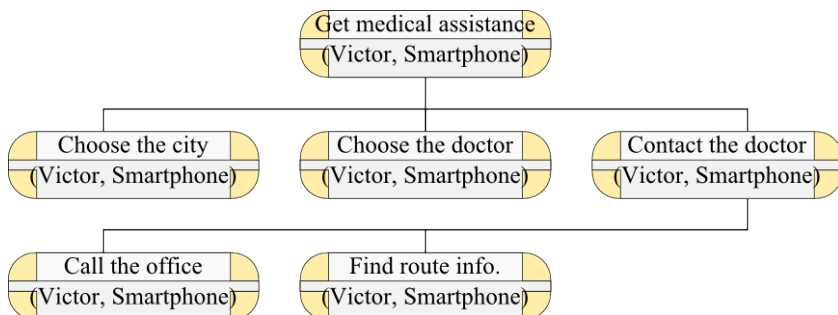 Get medical assistance
(Victor, Smartphone)
Choose the city
(Victor, Smartphone)
Choose the doctor
(Victor, Smartphone)
Contact the doctor
(Victor, Smartphone)
Call the office
(Victor, Smartphone)
Find route info.
(Victor, Smartphone)